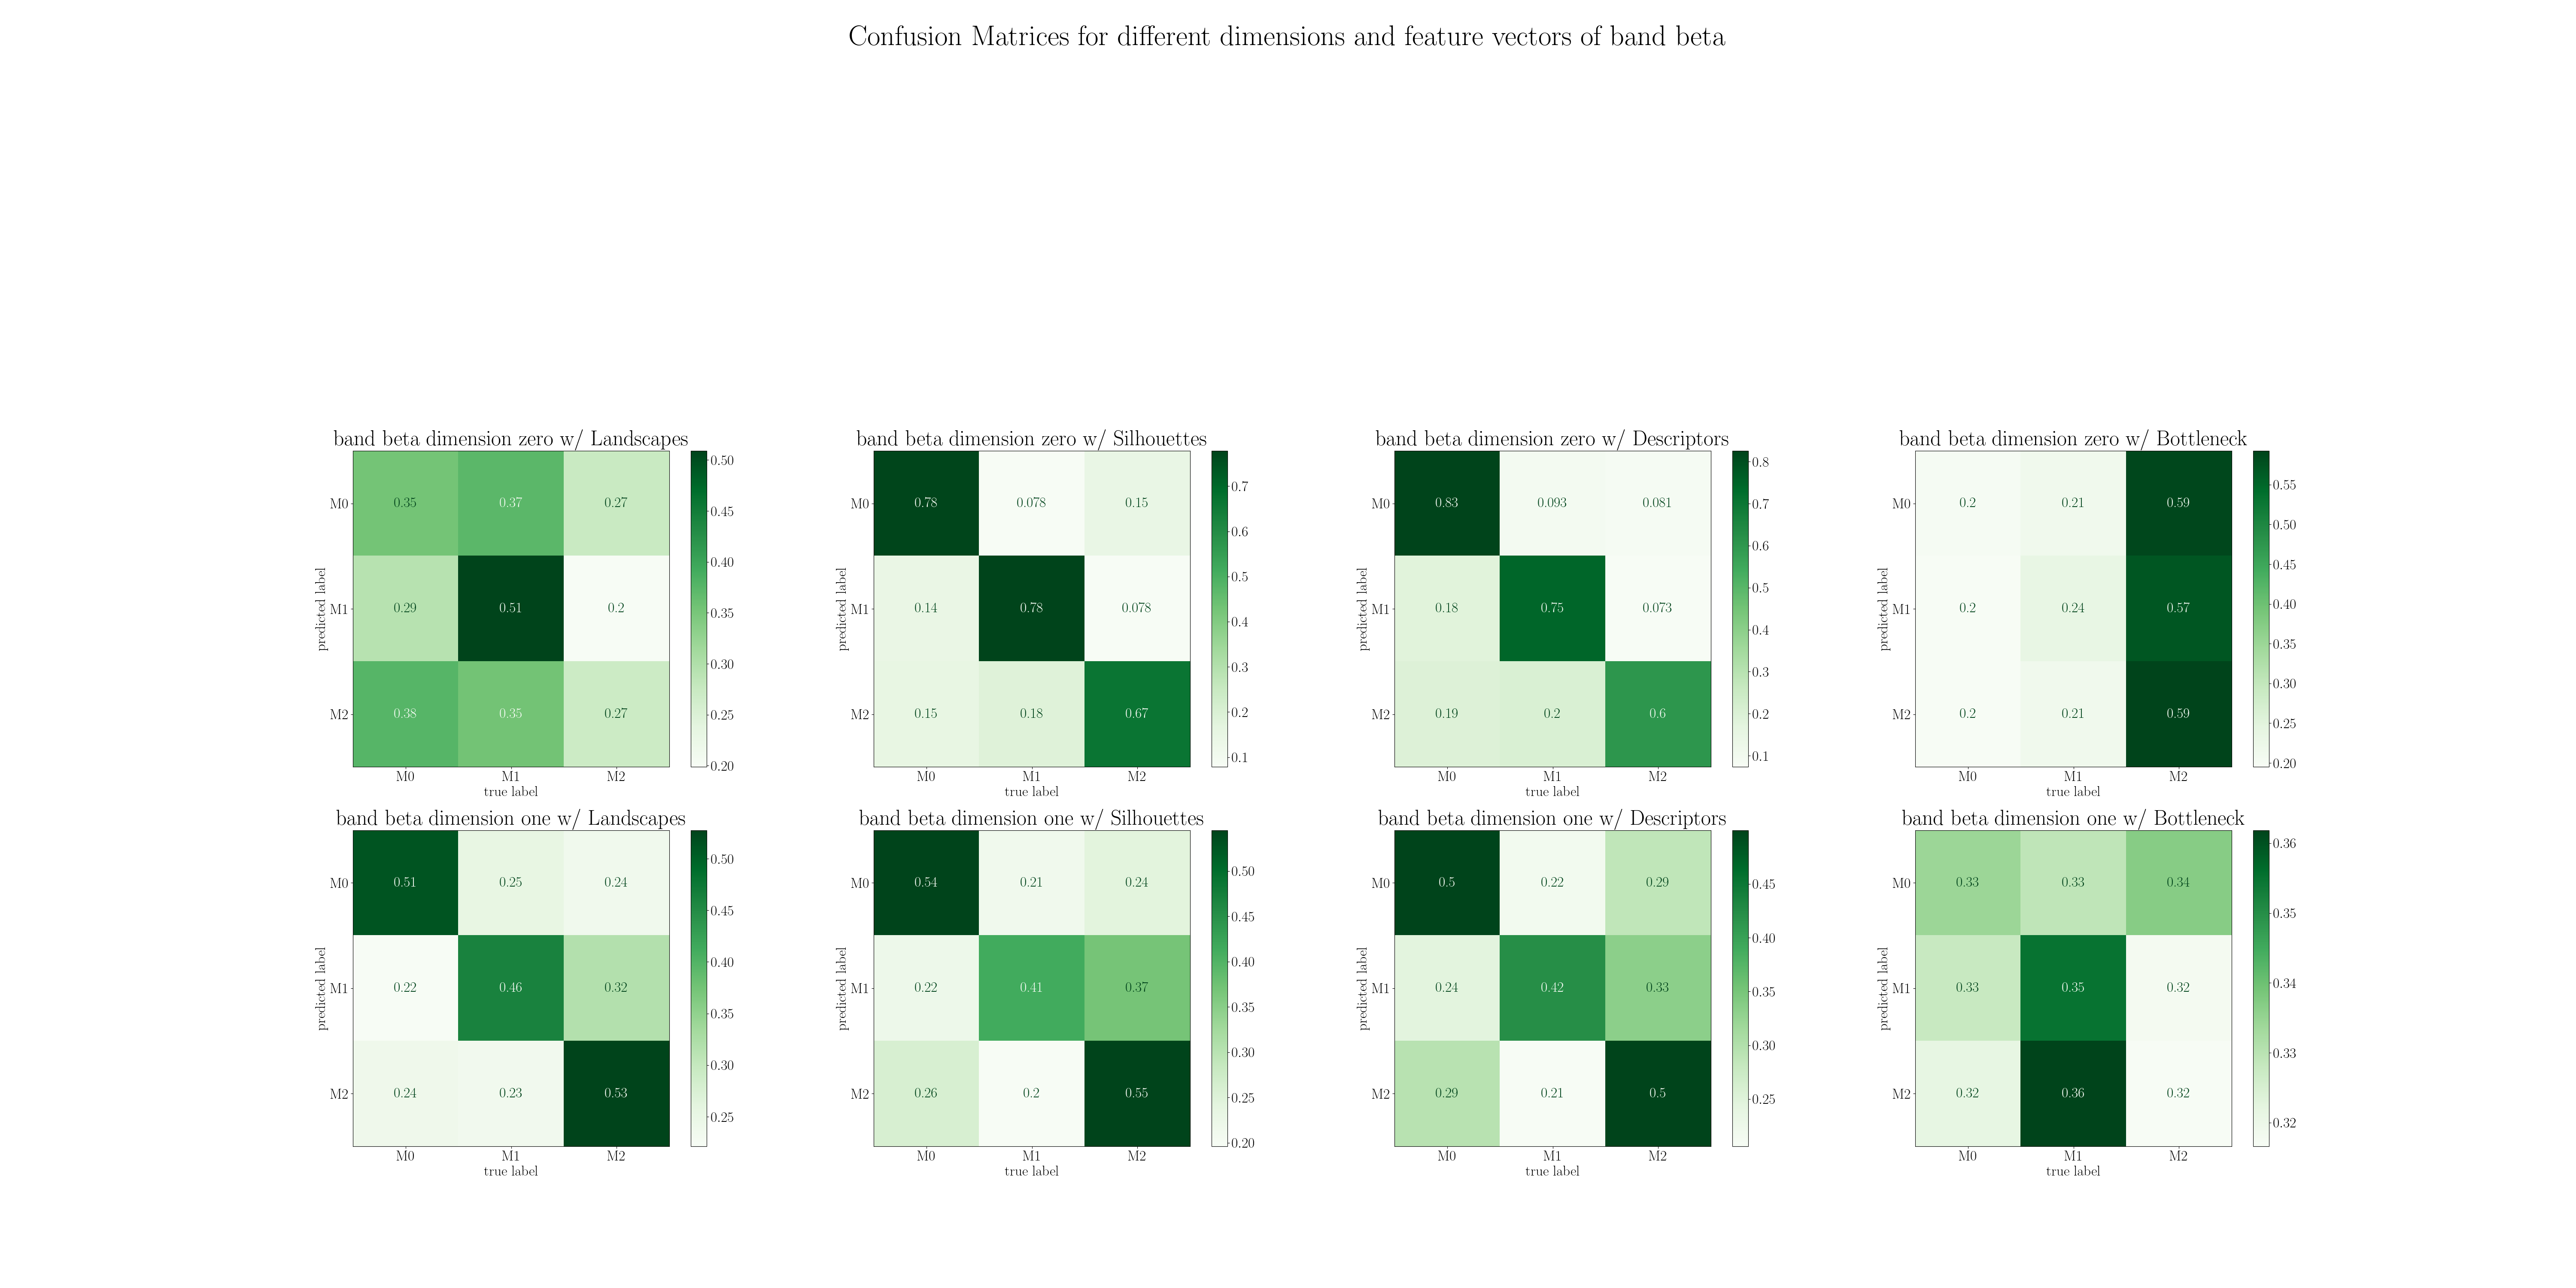 Confusion Matrices for different dimensions and feature vectors of band beta
band beta dimension zero w/ Landscapes
M0 0.35 0.37 0.27
M1 0.29 0.51 0.2
M2 0.38 0.35 0.27
M0 M1 M2
true label
predicted label
0.50
0.45
0.40
0.35
0.30
0.25
0.20
band beta dimension zero w/ Silhouettes
M0 0.78 0.078 0.15
M1 0.14 0.78 0.078
M2 0.15 0.18 0.67
M0 M1 M2
true label
predicted label
0.7
0.6
0.5
0.4
0.3
0.2
0.1
band beta dimension zero w/ Descriptors
M0 0.83 0.093 0.081
M1 0.18 0.75 0.073
M2 0.19 0.2 0.6
M0 M1 M2
true label
predicted label
0.8
0.7
0.6
0.5
0.4
0.3
0.2
0.1
band beta dimension zero w/ Bottleneck
M0 0.2 0.21 0.59
M1 0.2 0.24 0.57
M2 0.2 0.21 0.59
M0 M1 M2
true label
predicted label
0.55
0.50
0.45
0.40
0.35
0.30
0.25
0.20
band beta dimension one w/ Landscapes
M0 0.51 0.25 0.24
M1 0.22 0.46 0.32
M2 0.24 0.23 0.53
M0 M1 M2
true label
predicted label
0.50
0.45
0.40
0.35
0.30
0.25
band beta dimension one w/ Silhouettes
M0 0.54 0.21 0.24
M1 0.22 0.41 0.37
M2 0.26 0.2 0.55
M0 M1 M2
true label
predicted label
0.50
0.45
0.40
0.35
0.30
0.25
0.20
band beta dimension one w/ Descriptors
M0 0.5 0.22 0.29
M1 0.24 0.42 0.33
M2 0.29 0.21 0.5
M0 M1 M2
true label
predicted label
0.45
0.40
0.35
0.30
0.25
band beta dimension one w/ Bottleneck
M0 0.33 0.33 0.34
M1 0.33 0.35 0.32
M2 0.32 0.36 0.32
M0 M1 M2
true label
predicted label
0.36
0.35
0.34
0.33
0.32